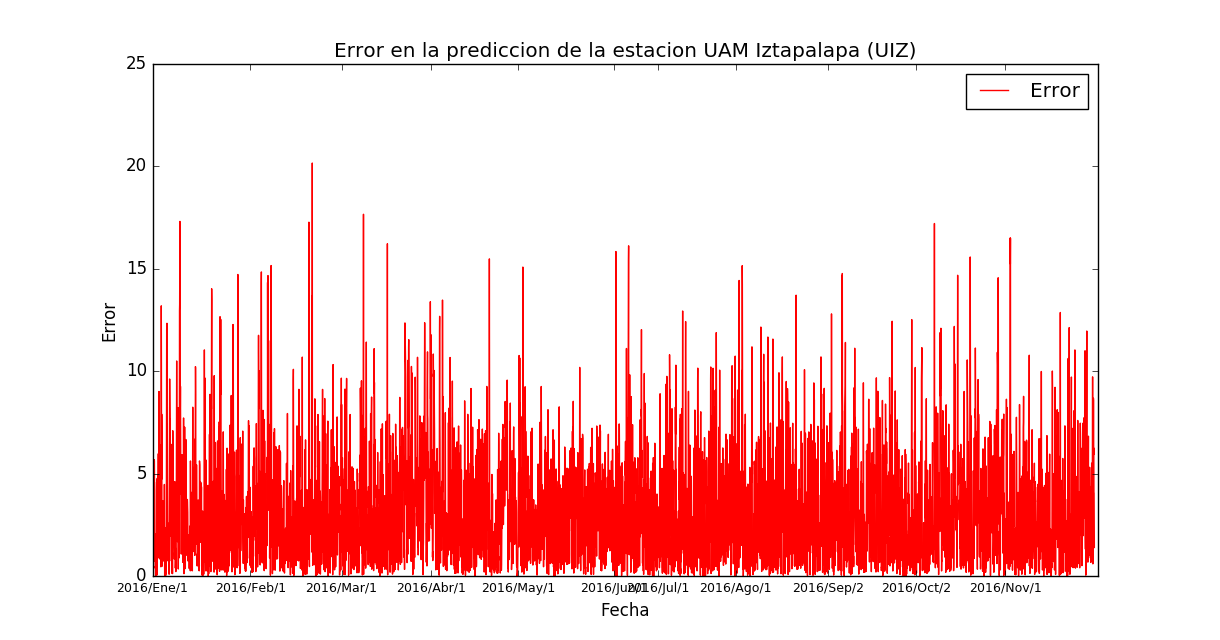 Error en la prediccion de la estacion UAM Iztapalapa (UIZ)
25
Error
20
15
10
5
0
Error
2016/Ene/1 2016/Feb/1 2016/Mar/1 2016/Abr/1 2016/May/1 2016/Jun/1 2016/Jul/1 2016/Ago/1 2016/Sep/2 2016/Oct/2 2016/Nov/1
Fecha